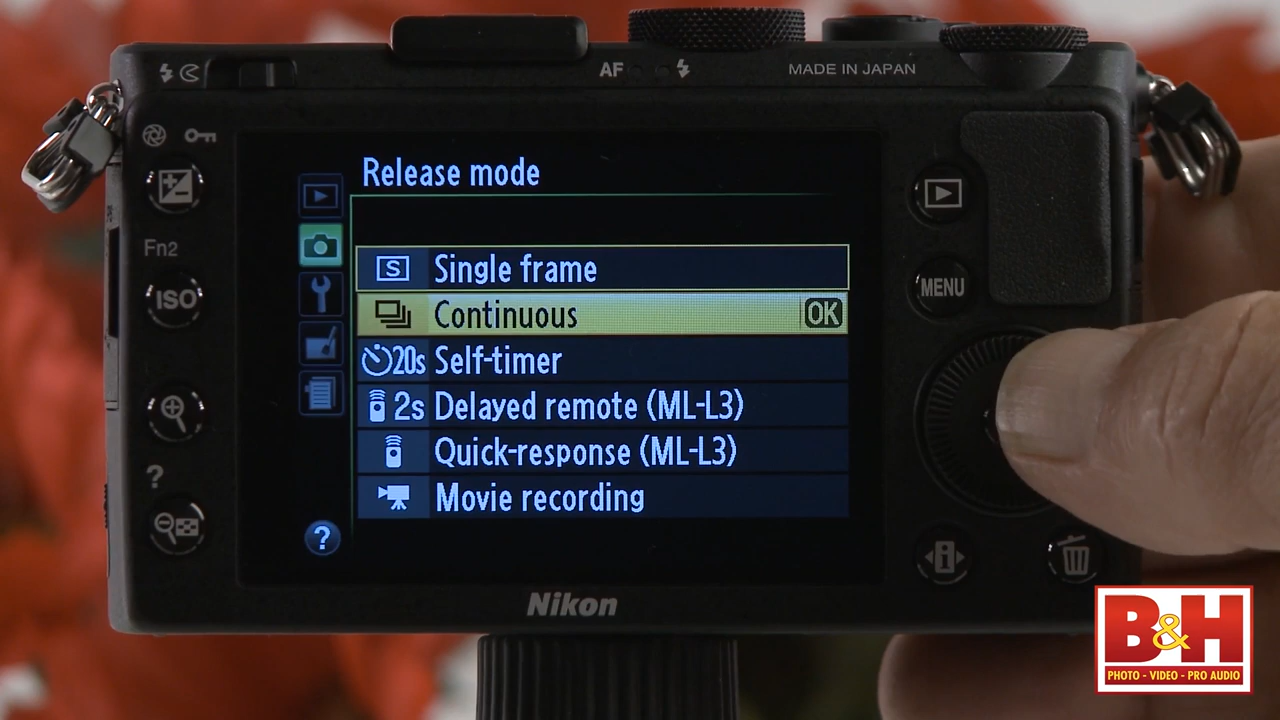 AF
MADE IN JAPAN
Release mode
Fn2
ISO
S Single frame
Continuous OK
20s Self-timer
2s Delayed remote (ML-L3)
Quick-response (ML-L3)
Movie recording
MENU
?
?
i
Nikon
B&H
PHOTO - VIDEO - PRO AUDIO